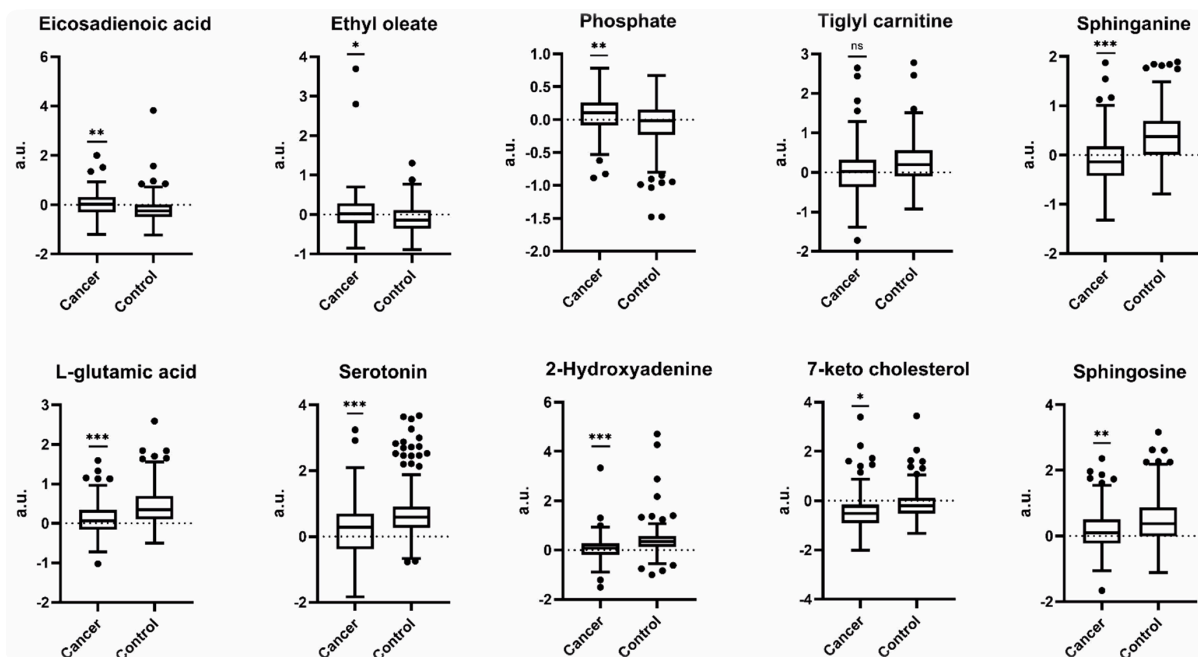 Eicosadienoic acid
Ethyl oleate
Phosphate
Tiglyl carnitine
Sphinganine
a.u.
6
4
2
0
-2
**
Cancer
Control
a.u.
4
3
2
1
0
-1
*
Cancer
Control
a.u.
1.0
0.5
0.0
-0.5
-1.0
-1.5
-2.0
**
Cancer
Control
a.u.
3
2
1
0
-1
-2
ns
Cancer
Control
a.u.
2
1
0
-1
-2
***
Cancer
Control
L-glutamic acid
Serotonin
2-Hydroxyadenine
7-keto cholesterol
Sphingosine
a.u.
3
2
1
0
-1
-2
***
Cancer
Control
a.u.
4
2
0
-2
***
Cancer
Control
a.u.
6
4
2
0
-2
***
Cancer
Control
a.u.
4
2
0
-2
-4
*
Cancer
Control
a.u.
4
2
0
-2
**
Cancer
Control